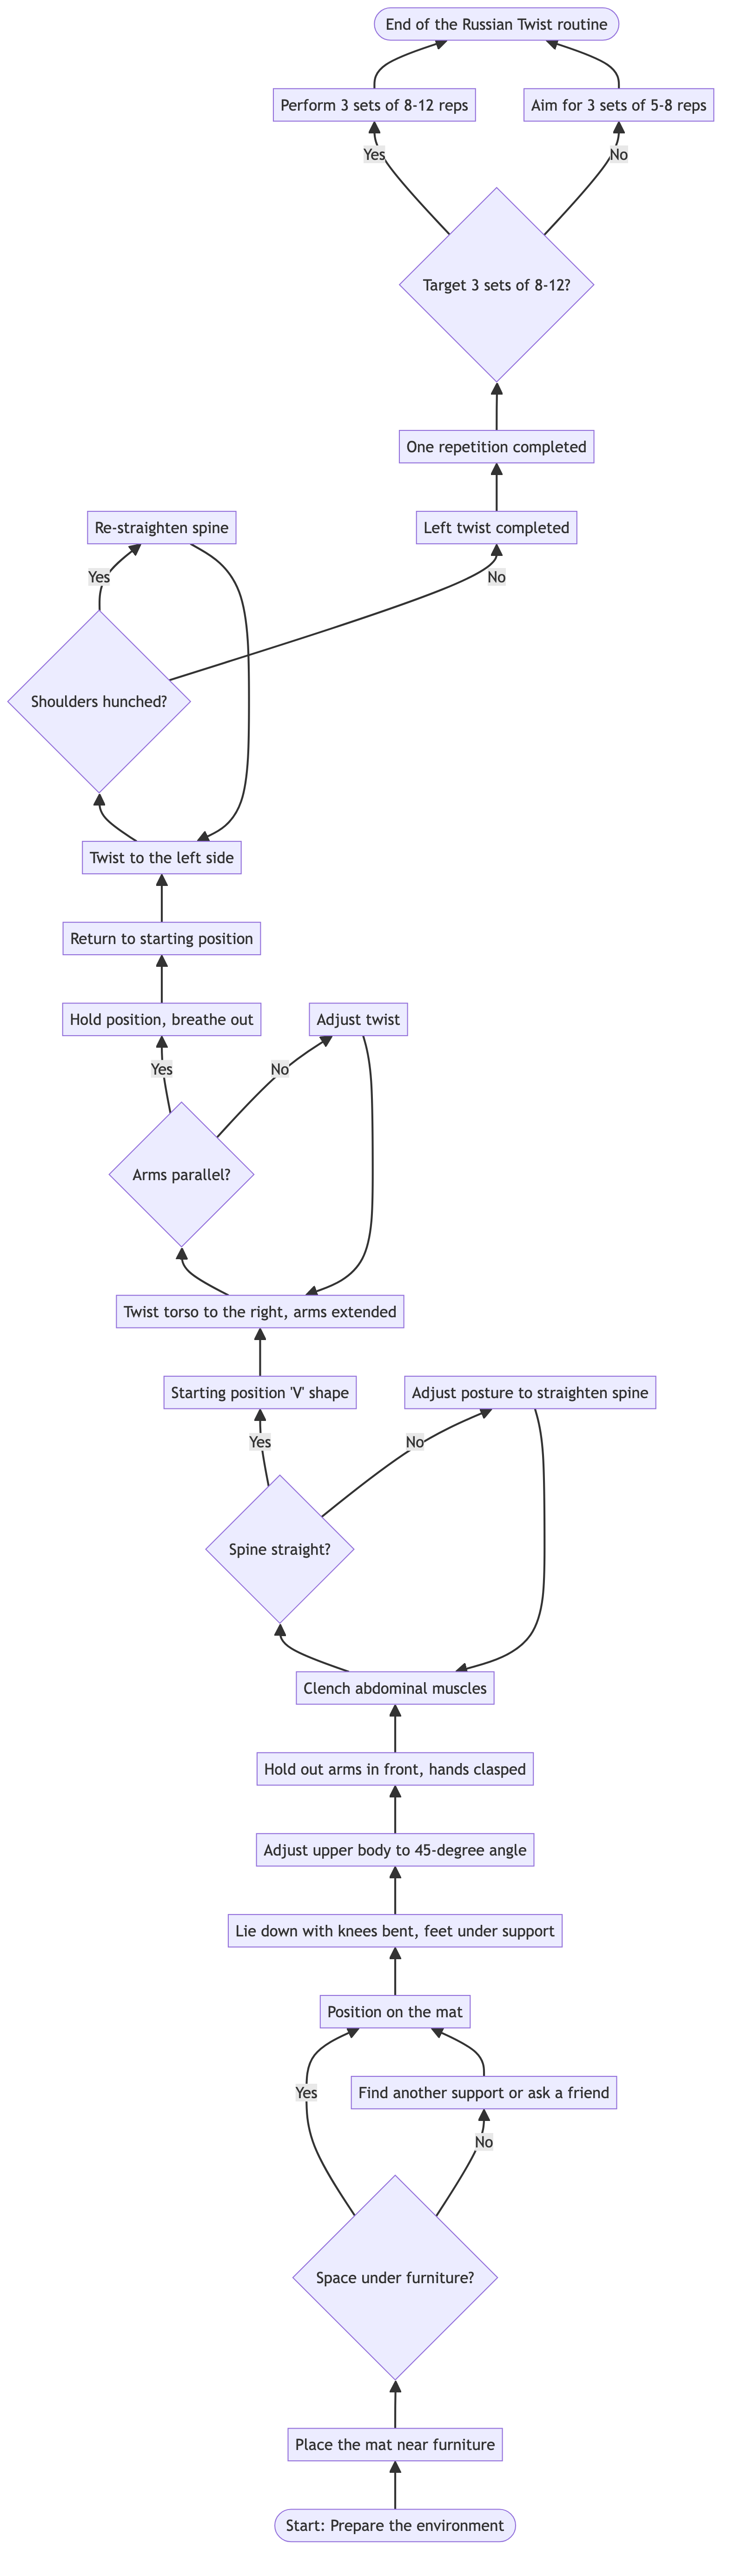 End of the Russian Twist routine
Perform 3 sets of 8-12 reps
Aim for 3 sets of 5-8 reps
Yes
No
Target 3 sets of 8-12?
One repetition completed
Re-straighten spine
Left twist completed
Yes
No
Shoulders hunched?
Twist to the left side
Return to starting position
Hold position, breathe out
Adjust twist
Yes
No
Arms parallel?
Twist torso to the right, arms extended
Starting position 'V' shape
Adjust posture to straighten spine
Yes
No
Spine straight?
Clench abdominal muscles
Hold out arms in front, hands clasped
Adjust upper body to 45-degree angle
Lie down with knees bent, feet under support
Position on the mat
Yes
Find another support or ask a friend
No
Space under furniture?
Place the mat near furniture
Start: Prepare the environment